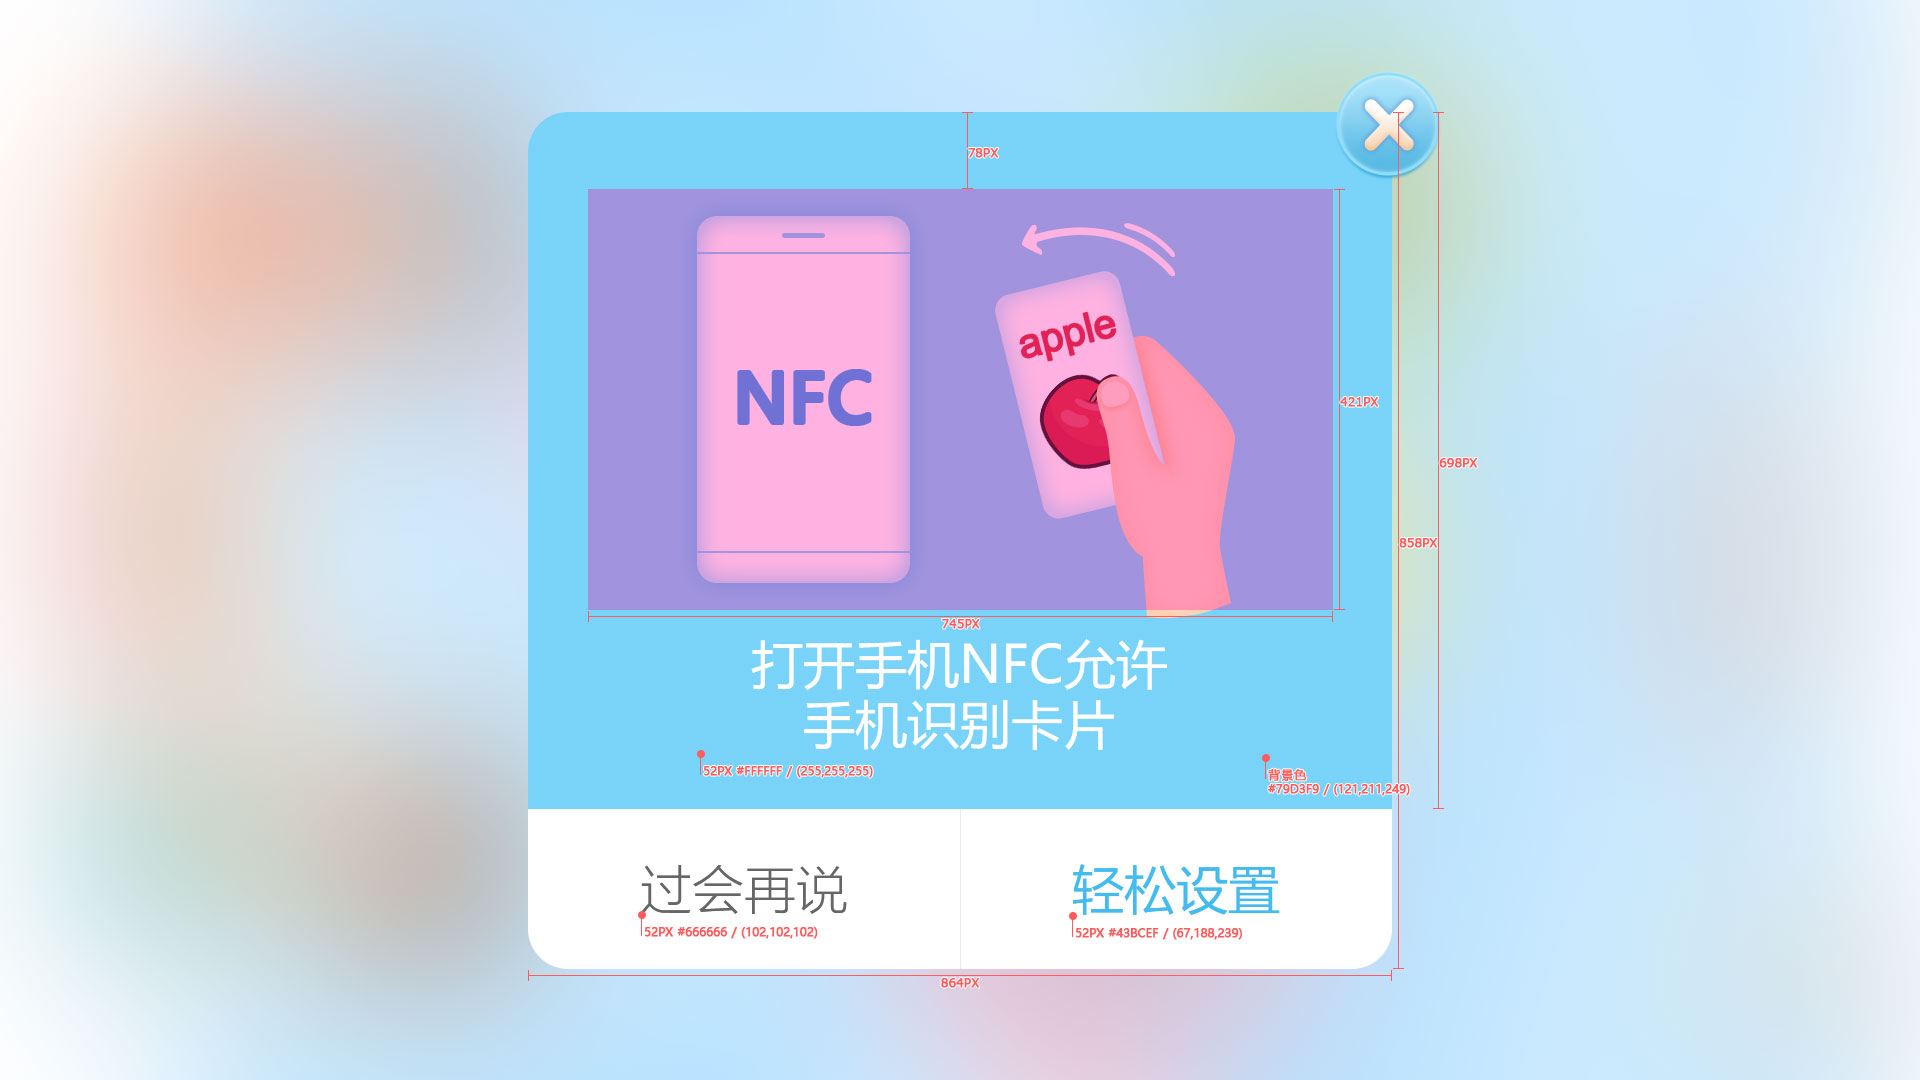 78PX
apple
NFC
421PX
698PX
858PX
745PX
打开手机NFC允许
手机识别卡片
52PX #FFFFFF / (255,255,255)
背景色
#79D3F9 / (121,211,249)
过会再说
轻松设置
52PX #666666 / (102,102,102)
52PX #43BCEF / (67,188,239)
864PX